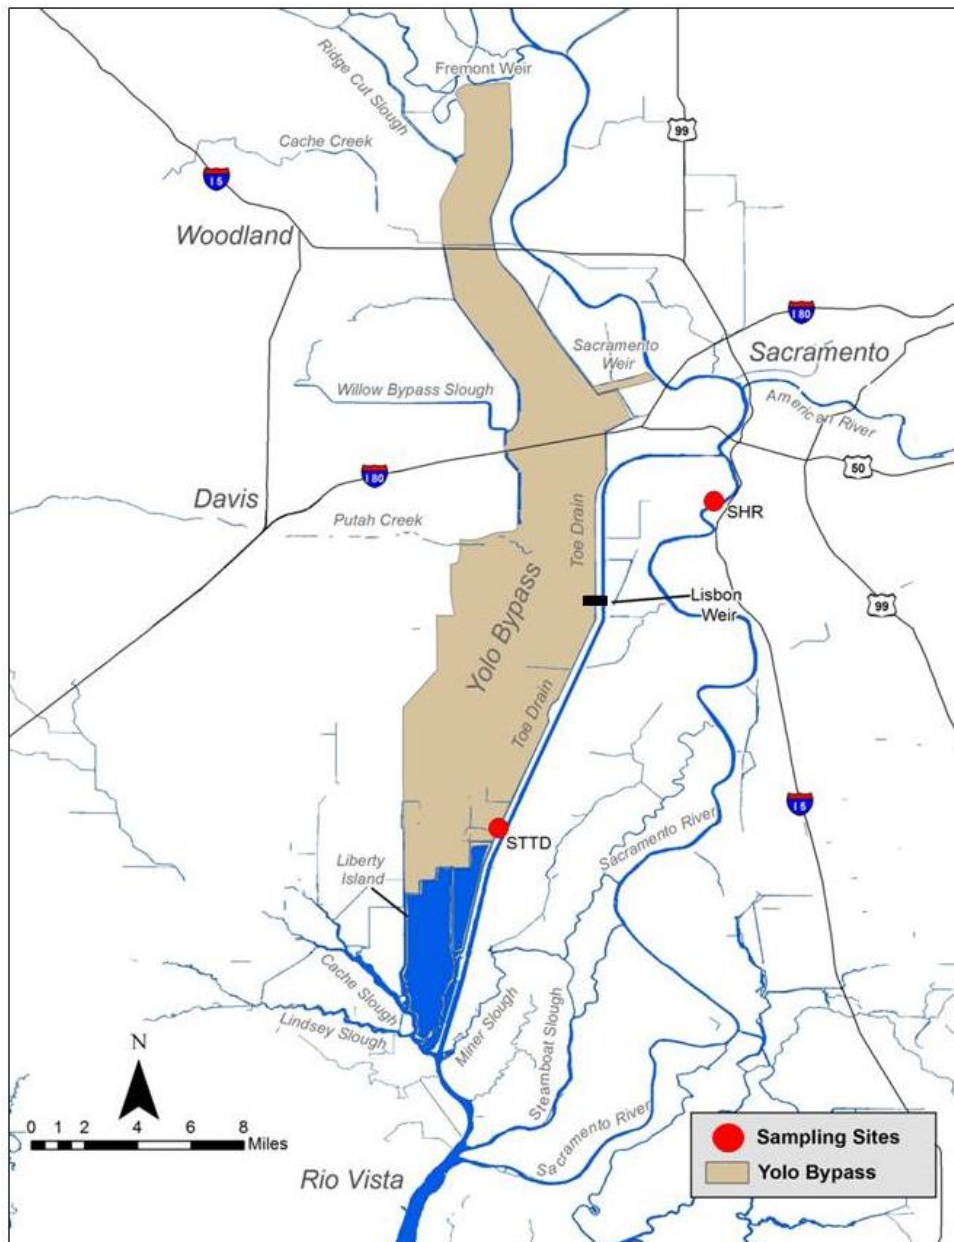 Fremont Weir
Ridge Cut Slough
99
Cache Creek
I 5
Woodland
I 80
Sacramento
Weir
Sacramento
Willow Bypass Slough
American River
50
I 80
Davis
SHR
Putah Creek
Toe Drain
Lisbon
Weir
99
Yolo Bypass
Toe Drain
I 5
STTD
Sacramento River
Liberty
Island
Cache Slough
Lindsey Slough
Miner Slough
Steamboat Slough
N
0 1 2 4 6 8
Miles
Sacramento River
Sampling Sites
Yolo Bypass
Rio Vista